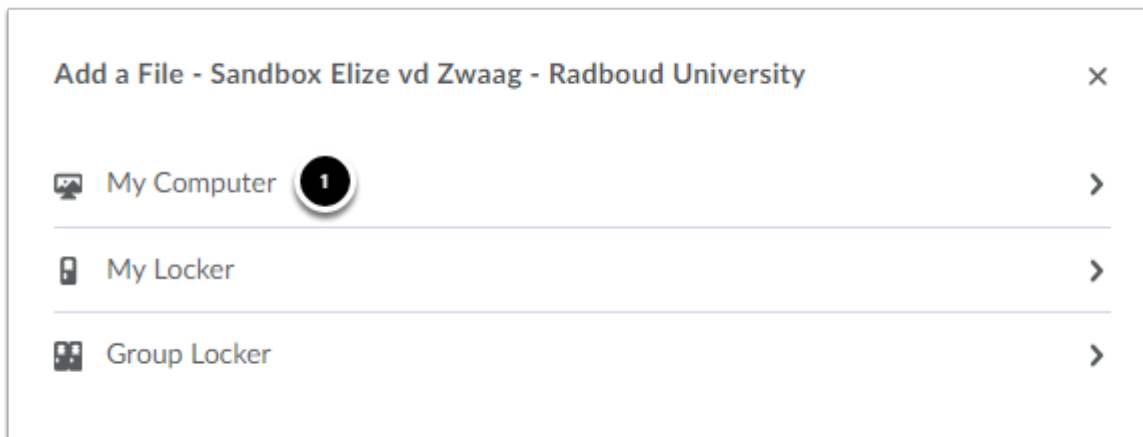 Add a File - Sandbox Elize vd Zwaag - Radboud University
My Computer 1
My Locker
Group Locker